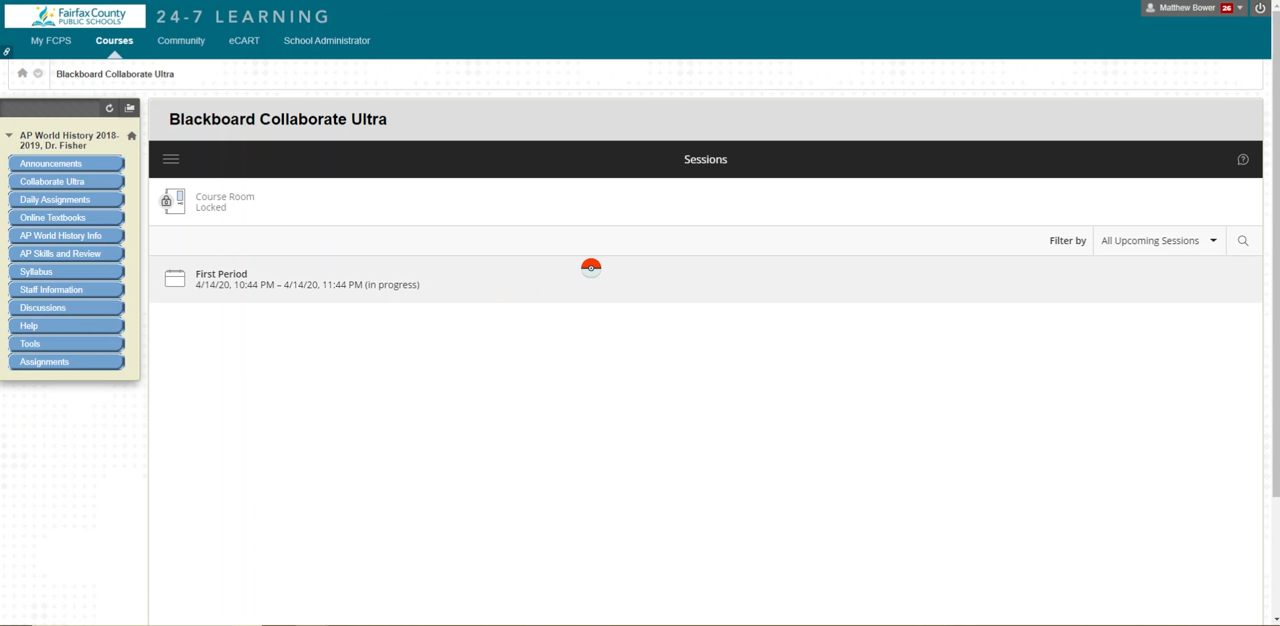 Fairfax County
PUBLIC SCHOOLS
24-7 LEARNING
Matthew Bower 26
My FCPS Courses Community eCART School Administrator
Blackboard Collaborate Ultra
AP World History 2018-
2019, Dr. Fisher
Announcements
Collaborate Ultra
Daily Assignments
Online Textbooks
AP World History Info
AP Skills and Review
Syllabus
Staff Information
Discussions
Help
Tools
Assignments
Blackboard Collaborate Ultra
Sessions
Course Room
Locked
Filter by All Upcoming Sessions
First Period
4/14/20, 10:44 PM – 4/14/20, 11:44 PM (in progress)